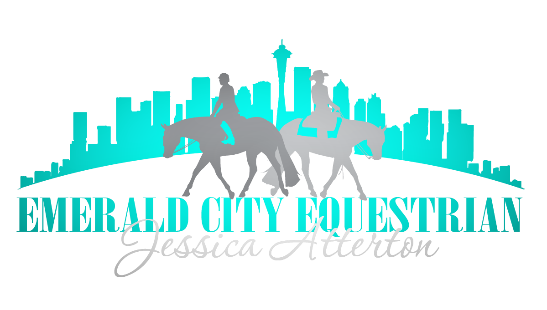 EMERALD CITY EQUESTRIAN
Jessica Atterton